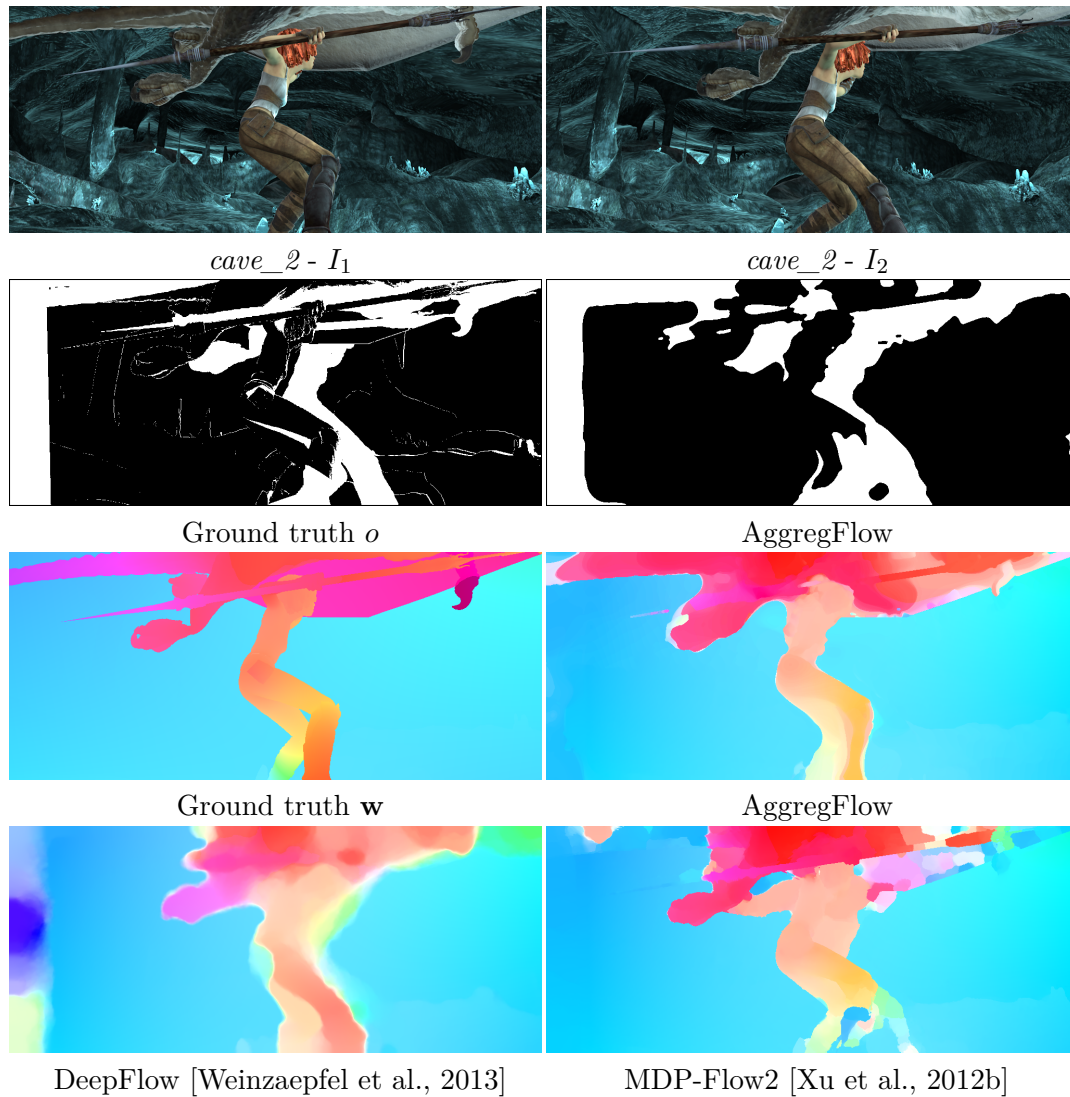 cave_2 - I₁
cave_2 - I₂
Ground truth o
AggregFlow
Ground truth w
AggregFlow
DeepFlow [Weinzaepfel et al., 2013]
MDP-Flow2 [Xu et al., 2012b]